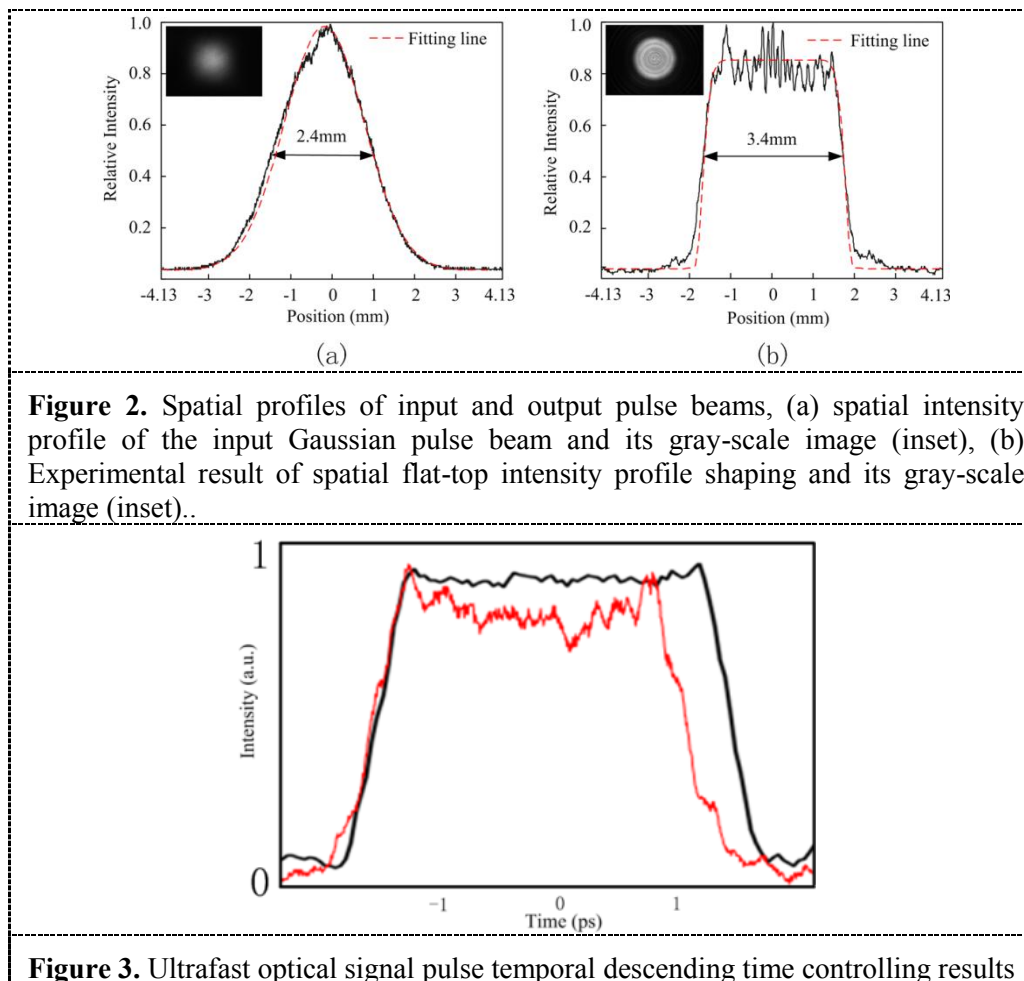 1.0
0.8
0.6
0.4
0.2
Relative Intensity
Fitting line
2.4mm
-4.13 -3 -1 0 1 2 3 4.13
Position (mm)
(a)
1.0
0.8
0.6
0.4
0.2
Relative Intensity
Fitting line
3.4mm
-4.13 -3 -2 -1 0 1 2 3 4.13
Position (mm)
(b)
Figure 2. Spatial profiles of input and output pulse beams, (a) spatial intensity
profile of the input Gaussian pulse beam and its gray-scale image (inset), (b)
Experimental result of spatial flat-top intensity profile shaping and its gray-scale
image (inset)..
1
Intensity (a.u.)
0
-1 0 1
Time (ps)
Figure 3. Ultrafast optical signal pulse temporal descending time controlling results